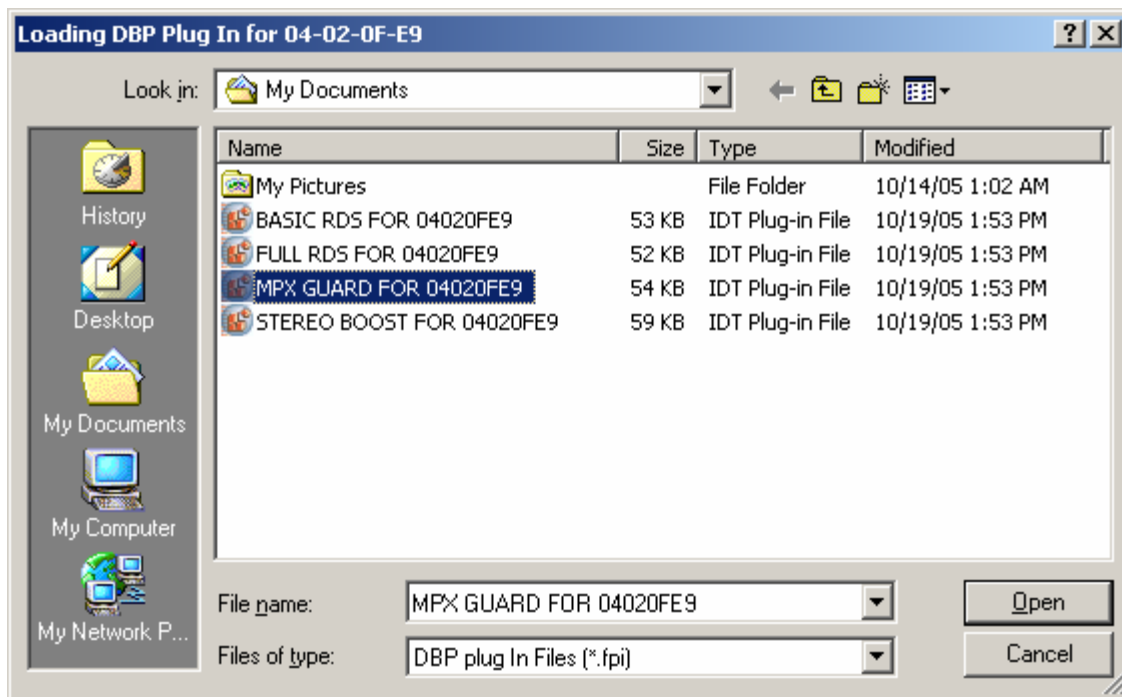 Loading DBP Plug In for 04-02-0F-E9
Look in: My Documents
History
Desktop
My Documents
My Computer
My Network P...
Name Size Type Modified
My Pictures File Folder 10/14/05 1:02 AM
BASIC RDS FOR 04020FE9 53 KB IDT Plug-in File 10/19/05 1:53 PM
FULL RDS FOR 04020FE9 52 KB IDT Plug-in File 10/19/05 1:53 PM
MPX GUARD FOR 04020FE9 54 KB IDT Plug-in File 10/19/05 1:53 PM
STEREO BOOST FOR 04020FE9 59 KB IDT Plug-in File 10/19/05 1:53 PM
File name: MPX GUARD FOR 04020FE9 Open
Files of type: DBP plug In Files (*.fpi) Cancel